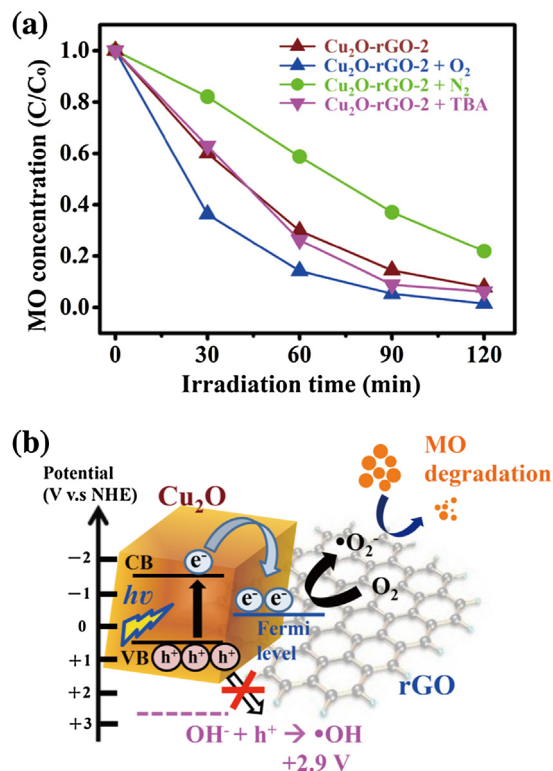 (a)
MO concentration (C/C₀)
1.0
0.8
0.6
0.4
0.2
0.0
Cu₂O-rGO-2
Cu₂O-rGO-2 + O₂
Cu₂O-rGO-2 + N₂
Cu₂O-rGO-2 + TBA
0 30 60 90 120
Irradiation time (min)
(b)
Potential
(V v.s NHE)
Cu₂O
MO
degradation
−2
−1
0
+1
+2
+3
CB
e⁻
hυ
VB
h⁺ h⁺ h⁺
e⁻ e⁻
Fermi
level
•O₂⁻
O₂
rGO
OH⁻ + h⁺ → •OH
+2.9 V